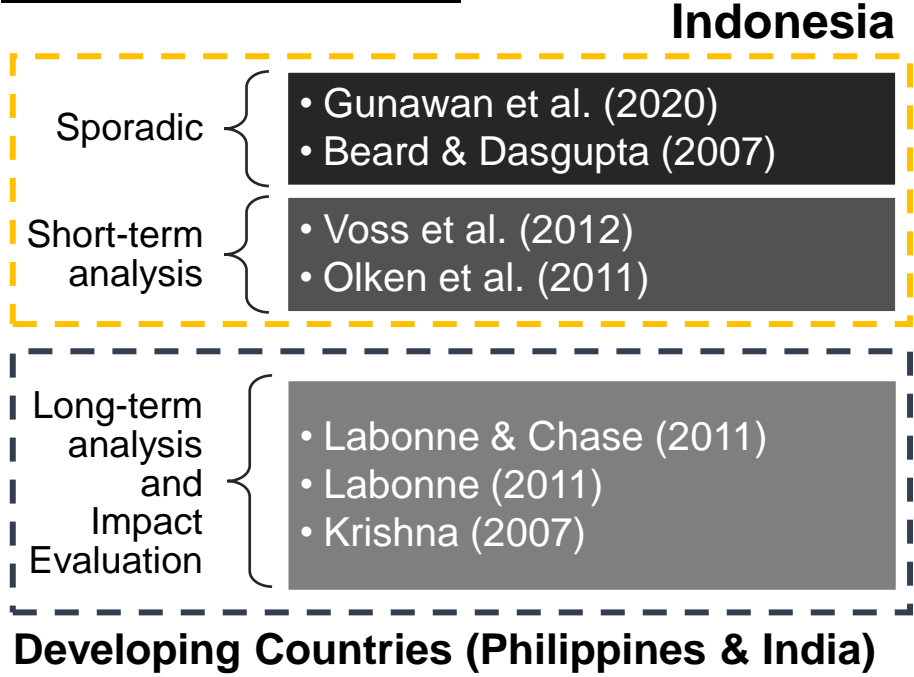 Indonesia
Sporadic
• Gunawan et al. (2020)
• Beard & Dasgupta (2007)
Short-term
analysis
• Voss et al. (2012)
• Olken et al. (2011)
Long-term
analysis
and
Impact
Evaluation
• Labonne & Chase (2011)
• Labonne (2011)
• Krishna (2007)
Developing Countries (Philippines & India)